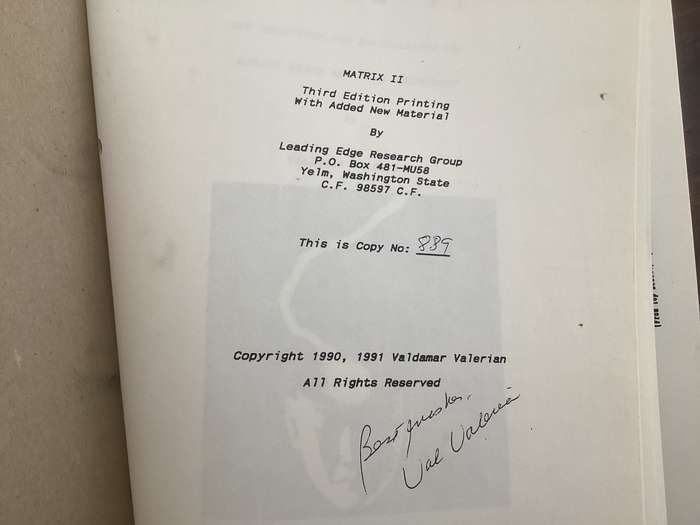 MATRIX II
Third Edition Printing
With Added New Material
By
Leading Edge Research Group
P.O. Box 481-MU58
Yelm, Washington State
C.F. 98597 C.F.
This is Copy No: 889
Copyright 1990, 1991 Valdamar Valerian
All Rights Reserved
Best wishes,
Val Valerian